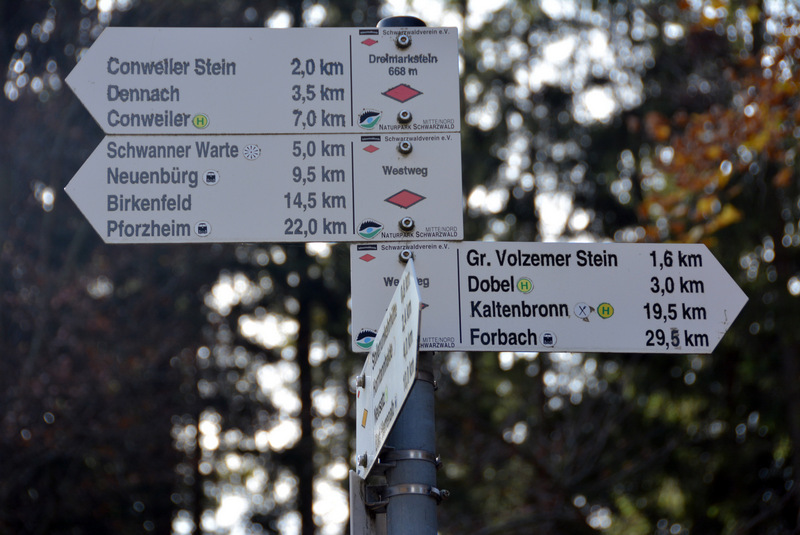 Conweiler Stein 2,0 km
Dennach 3,5 km
Conweiler H 7,0 km
Schwarzwaldverein e.V.
Dreimarkstein
668 m
MITTE/NORD
NATURPARK SCHWARZWALD
Schwanner Warte 5,0 km
Neuenbürg 9,5 km
Birkenfeld 14,5 km
Pforzheim 22,0 km
Schwarzwaldverein e.V.
Westweg
MITTE/NORD
NATURPARK SCHWARZWALD
Schwarzwaldverein e.V.
MITTE/NORD
SCHWARZWALD
Gr. Volzemer Stein 1,6 km
Dobel H 3,0 km
Kaltenbronn H 19,5 km
Forbach 29,5 km